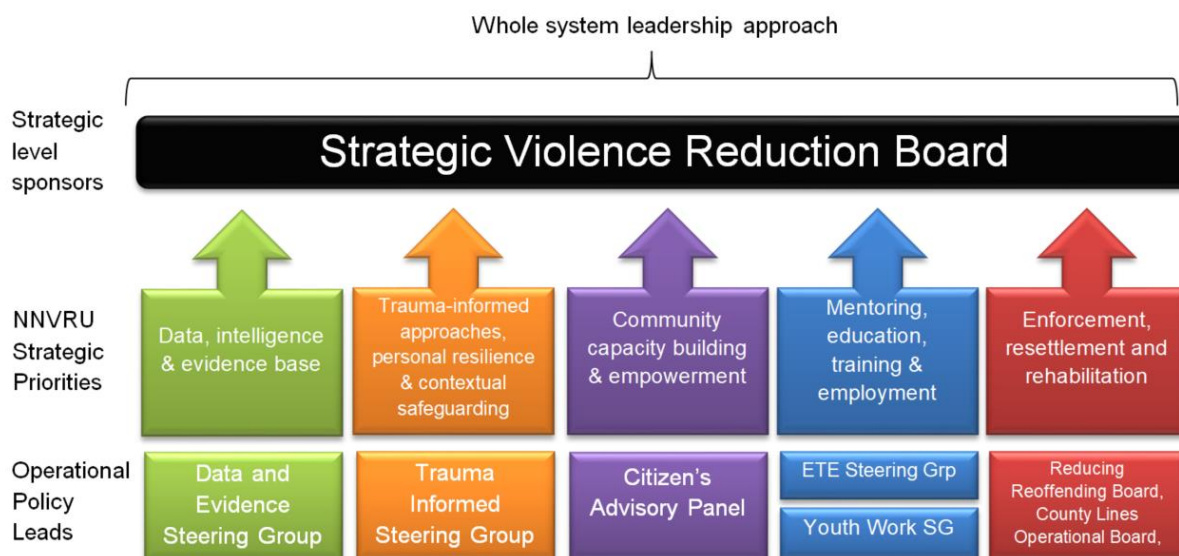 Whole system leadership approach
Strategic
level
sponsors
Strategic Violence Reduction Board
NNVRU
Strategic
Priorities
Data, intelligence
& evidence base
Trauma-informed
approaches,
personal resilience
& contextual
safeguarding
Community
capacity building
& empowerment
Mentoring,
education,
training &
employment
Enforcement,
resettlement and
rehabilitation
Operational
Policy
Leads
Data and
Evidence
Steering Group
Trauma
Informed
Steering Group
Citizen's
Advisory Panel
ETE Steering Grp
Youth Work SG
Reducing
Reoffending Board,
County Lines
Operational Board,